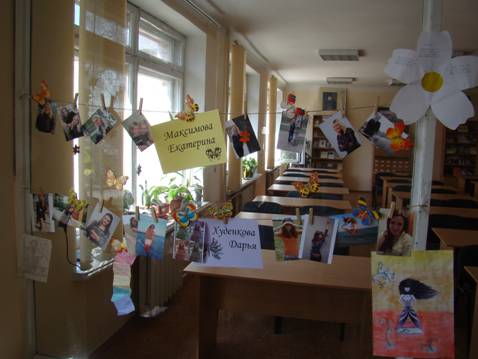 Максимова
Екатерина
Худенкова
Дарья